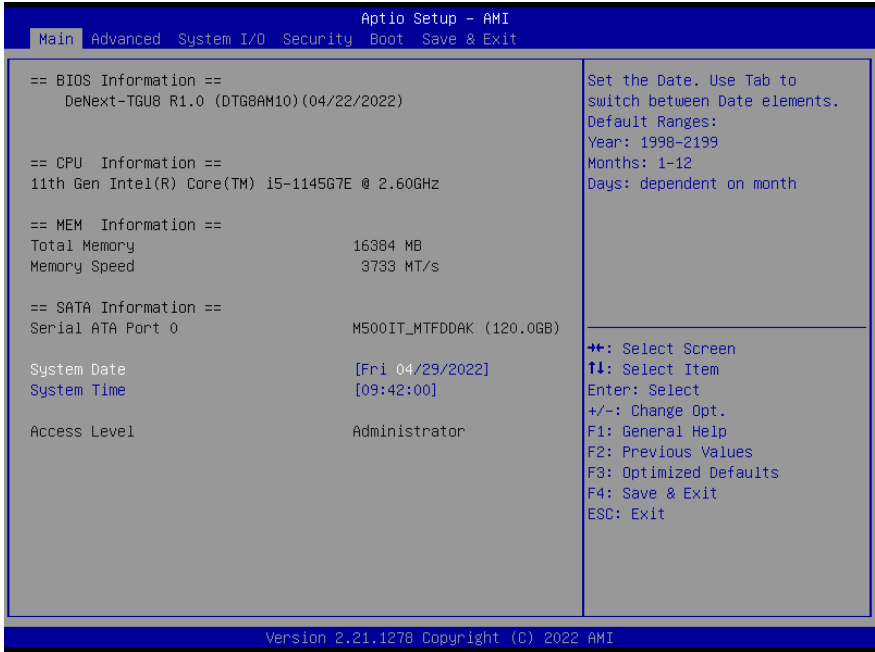 Aptio Setup – AMI
Main Advanced System I/O Security Boot Save & Exit
== BIOS Information ==
DeNext-TGU8 R1.0 (DTG8AM10)(04/22/2022)
== CPU Information ==
11th Gen Intel(R) Core(TM) i5-1145G7E @ 2.60GHz
== MEM Information ==
Total Memory 16384 MB
Memory Speed 3733 MT/s
== SATA Information ==
Serial ATA Port 0 M500IT_MTFDDAK (120.0GB)
System Date [Fri 04/29/2022]
System Time [09:42:00]
Access Level Administrator
Set the Date. Use Tab to
switch between Date elements.
Default Ranges:
Year: 1998-2199
Months: 1-12
Days: dependent on month
→←: Select Screen
↑↓: Select Item
Enter: Select
+/-: Change Opt.
F1: General Help
F2: Previous Values
F3: Optimized Defaults
F4: Save & Exit
ESC: Exit
Version 2.21.1278 Copyright (C) 2022 AMI